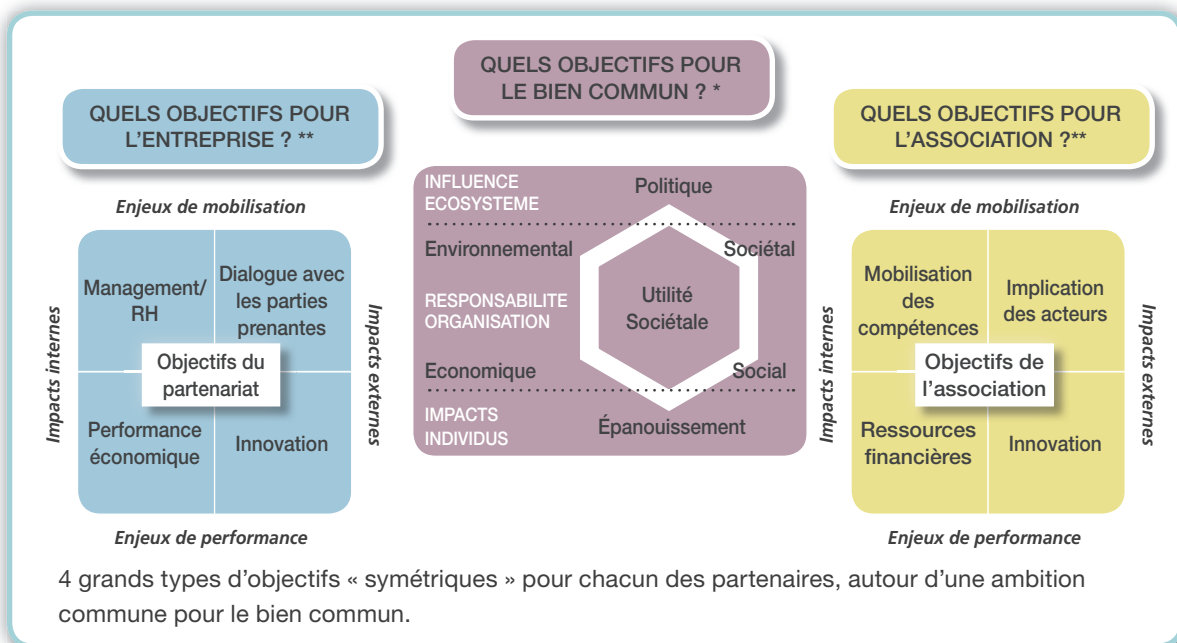 QUELS OBJECTIFS POUR
LE BIEN COMMUN ? *
QUELS OBJECTIFS POUR
L'ENTREPRISE ? **
QUELS OBJECTIFS POUR
L'ASSOCIATION ?**
Enjeux de mobilisation
Impacts internes
Management/
RH
Dialogue avec
les parties
prenantes
Objectifs du
partenariat
Performance
économique
Innovation
Impacts externes
Enjeux de performance
INFLUENCE
ECOSYSTEME
Politique
Environnemental
Sociétal
RESPONSABILITE
ORGANISATION
Utilité
Sociétale
Economique
Social
IMPACTS
INDIVIDUS
Épanouissement
Enjeux de mobilisation
Impacts internes
Mobilisation
des
compétences
Implication
des acteurs
Objectifs de
l'association
Ressources
financières
Innovation
Impacts externes
Enjeux de performance
4 grands types d'objectifs « symétriques » pour chacun des partenaires, autour d'une ambition
commune pour le bien commun.